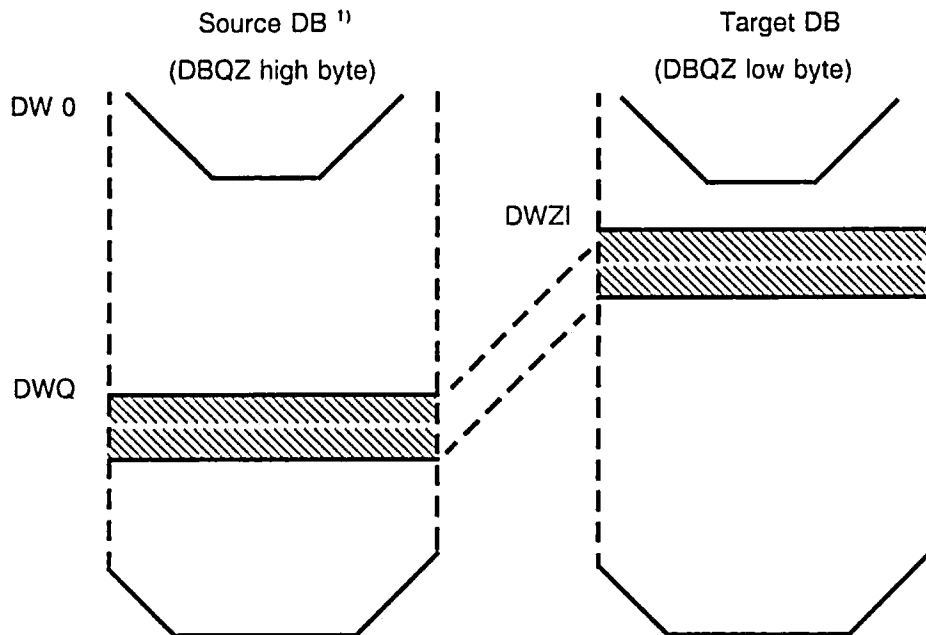 Source DB ¹⁾
(DBQZ high byte)
Target DB
(DBQZ low byte)
DW 0
DWZI
DWQ